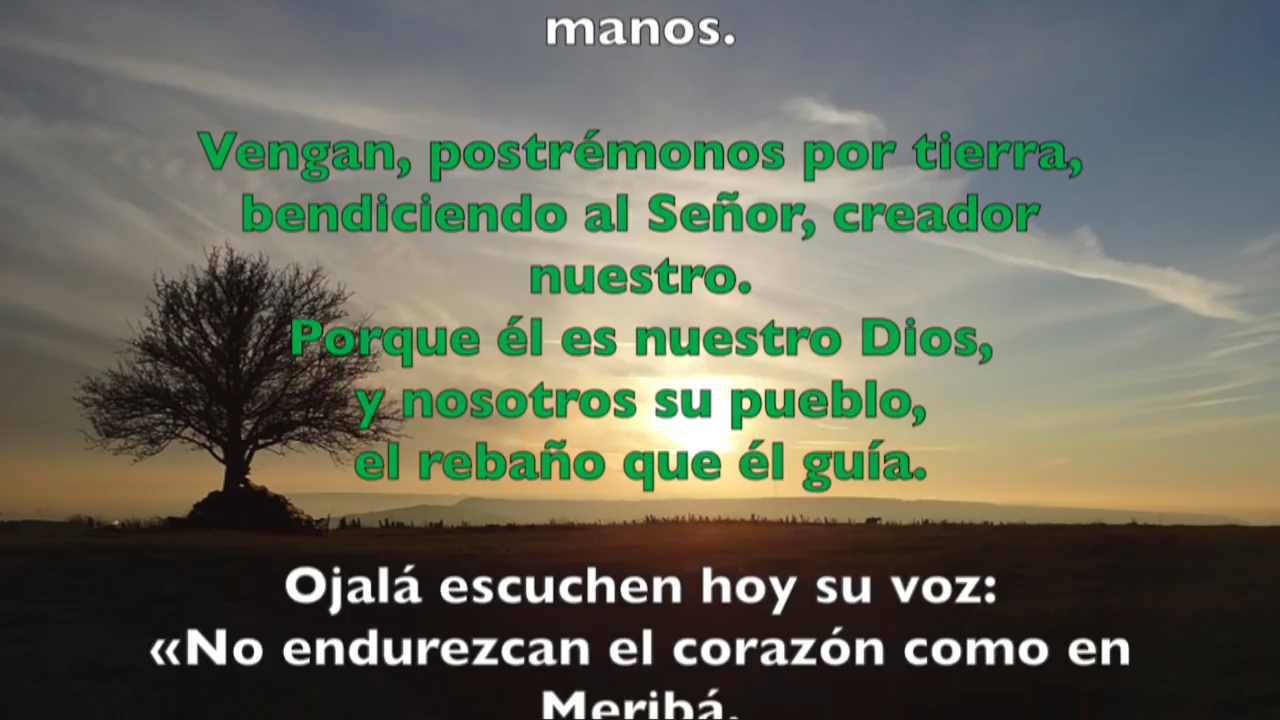 manos.
Vengan, postrémonos por tierra,
bendiciendo al Señor, creador
nuestro.
Porque él es nuestro Dios,
y nosotros su pueblo,
el rebaño que él guía.
Ojalá escuchen hoy su voz:
«No endurezcan el corazón como en
Meribá,